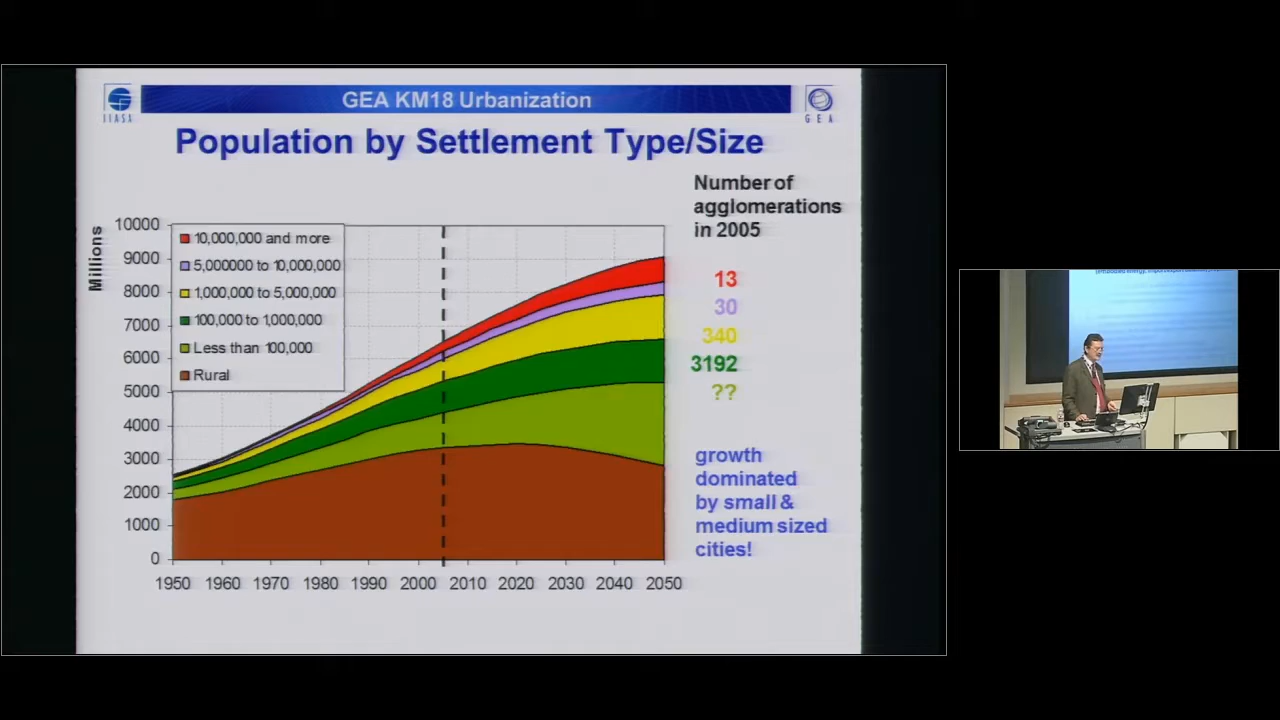 GEA KM18 Urbanization
IIASA
GEA
Population by Settlement Type/Size
Number of
agglomerations
in 2005
Millions
10000
9000
8000
7000
6000
5000
4000
3000
2000
1000
0
10,000,000 and more
5,000000 to 10,000,000
1,000,000 to 5,000,000
100,000 to 1,000,000
Less than 100,000
Rural
13
30
340
3192
??
growth
dominated
by small &
medium sized
cities!
1950 1960 1970 1980 1990 2000 2010 2020 2030 2040 2050